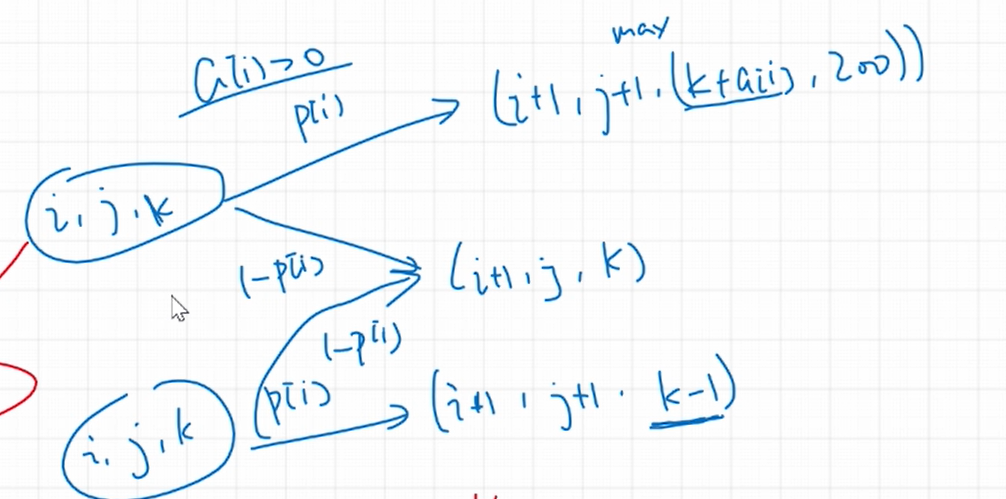 max
a[i]>0
p[i]
(i+1, j+1, (k+a[i], 200))
i, j, k
1-p[i]
(i+1, j, k)
1-p[i]
p[i]
(i+1, j+1, k-1)
i, j, k